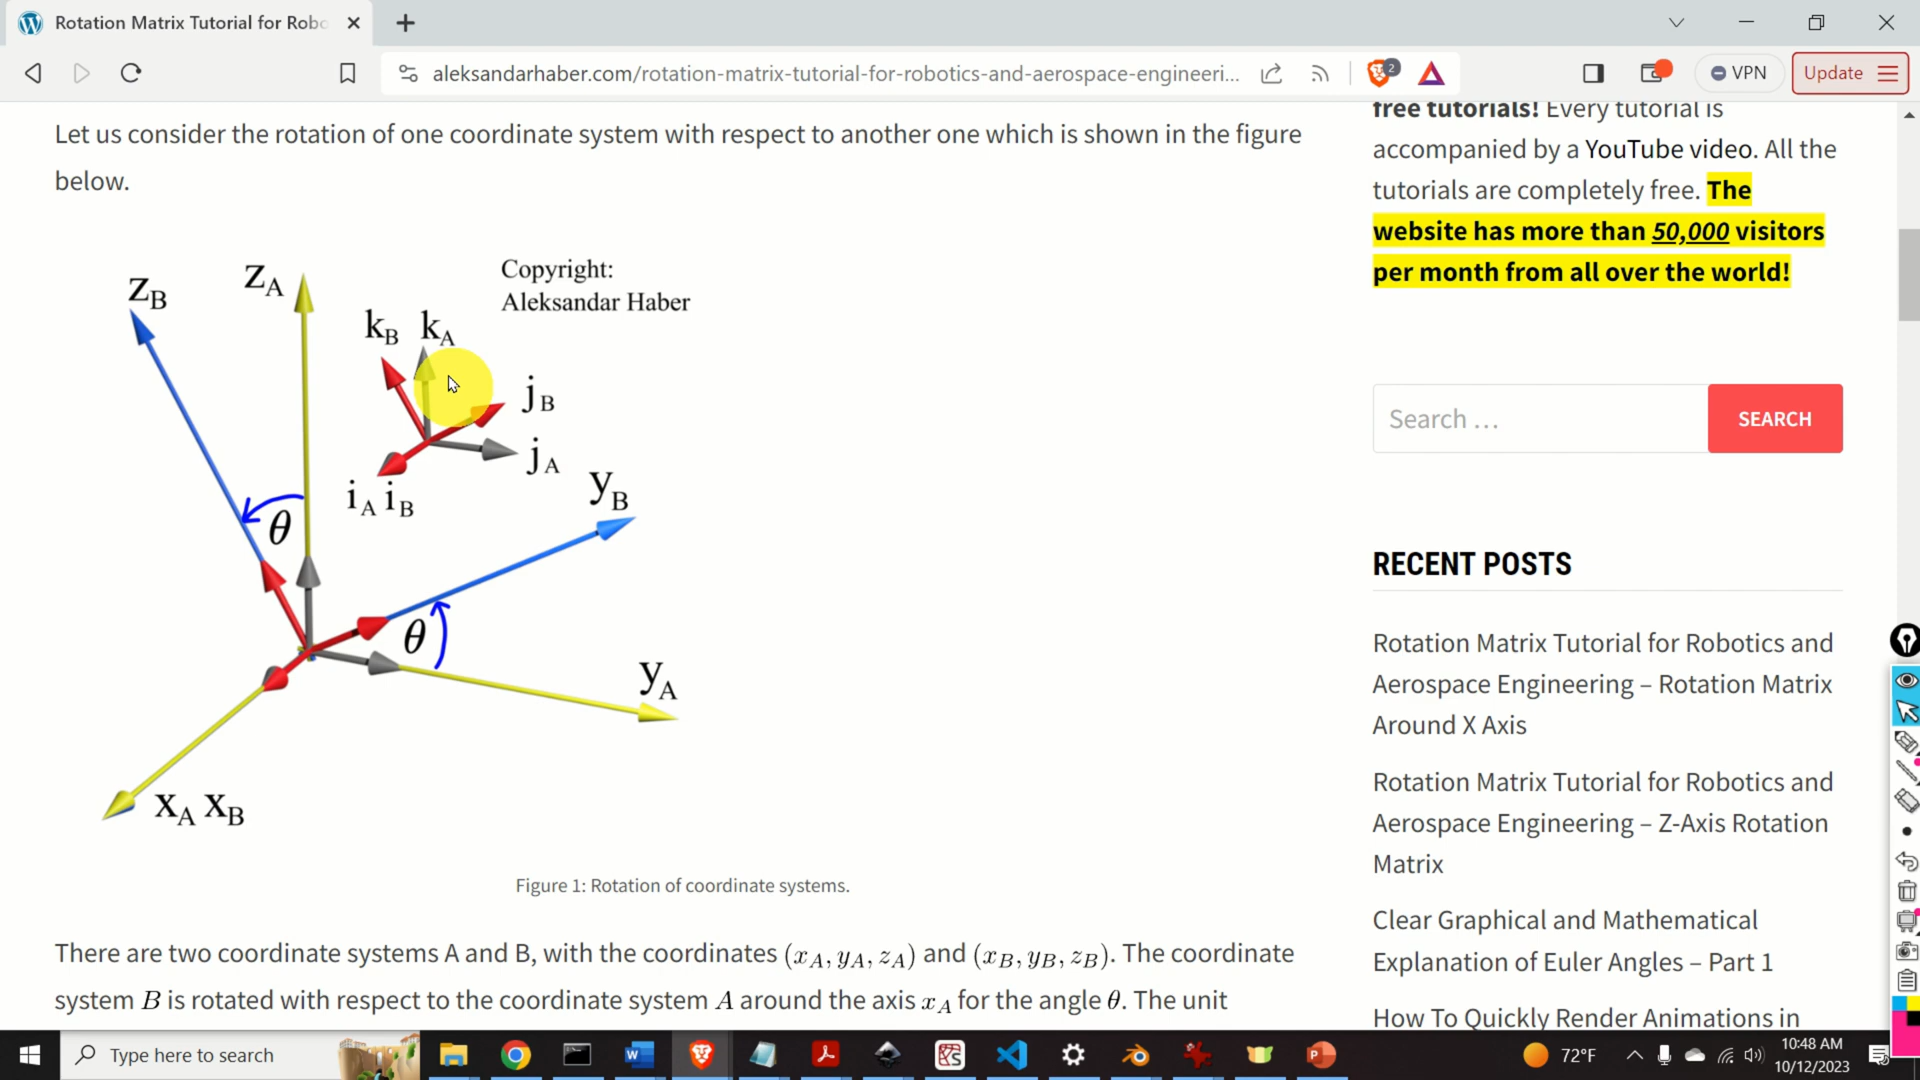 Rotation Matrix Tutorial for Robo
aleksandarhaber.com/rotation-matrix-tutorial-for-robotics-and-aerospace-engineeri...
2
VPN
Update
Let us consider the rotation of one coordinate system with respect to another one which is shown in the figure
below.
Copyright:
Aleksandar Haber
z_B
z_A
k_B k_A
j_B
j_A
i_A i_B
y_B
θ
θ
y_A
x_A x_B
Figure 1: Rotation of coordinate systems.
There are two coordinate systems A and B, with the coordinates (x_A, y_A, z_A) and (x_B, y_B, z_B). The coordinate
system B is rotated with respect to the coordinate system A around the axis x_A for the angle θ. The unit
free tutorials! Every tutorial is
accompanied by a YouTube video. All the
tutorials are completely free. The
website has more than 50,000 visitors
per month from all over the world!
Search …
SEARCH
RECENT POSTS
Rotation Matrix Tutorial for Robotics and
Aerospace Engineering – Rotation Matrix
Around X Axis
Rotation Matrix Tutorial for Robotics and
Aerospace Engineering – Z-Axis Rotation
Matrix
Clear Graphical and Mathematical
Explanation of Euler Angles – Part 1
How To Quickly Render Animations in
Type here to search
72°F
10:48 AM
10/12/2023